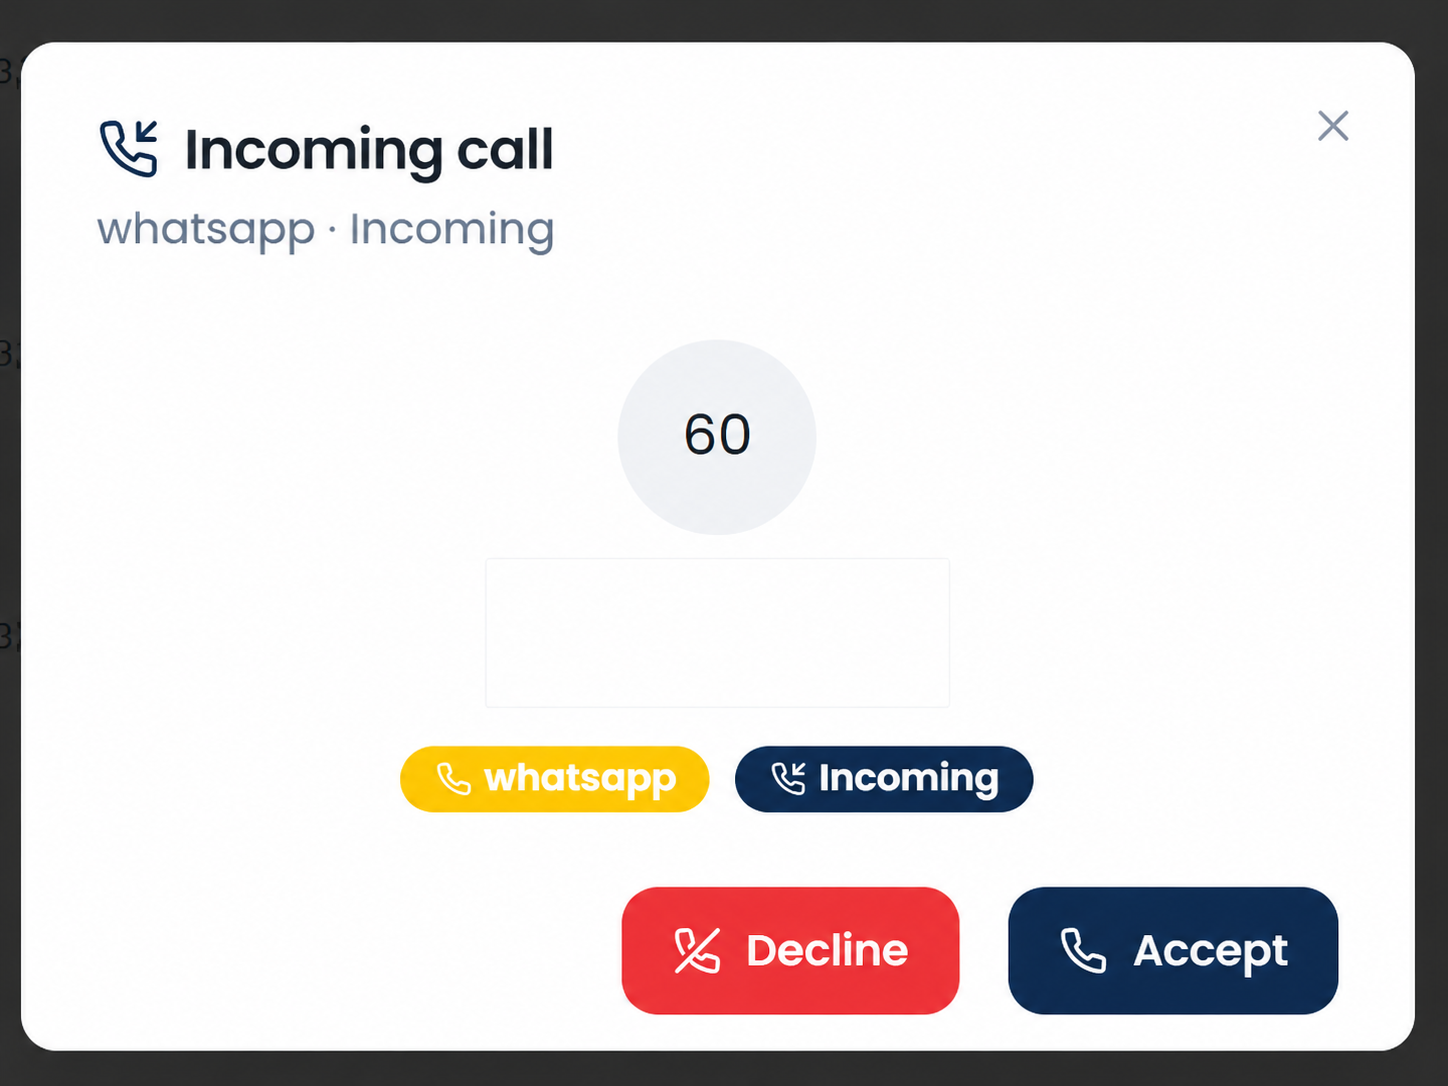 Incoming call
whatsapp · Incoming
60
whatsapp
Incoming
Decline
Accept